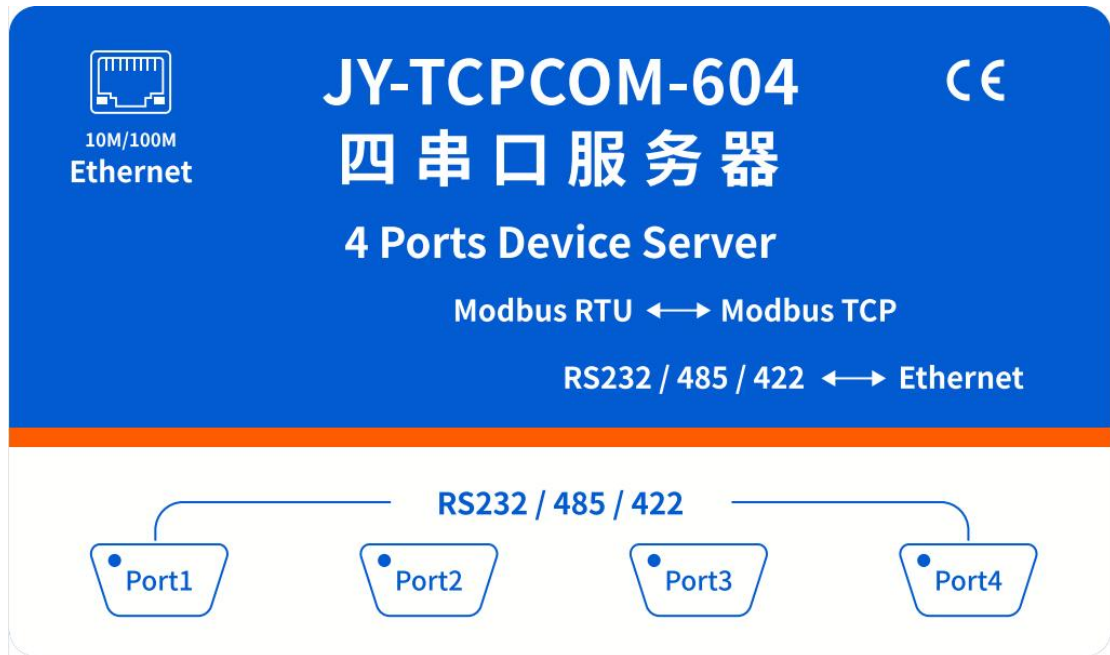 10M/100M
Ethernet
JY-TCPCOM-604
四串口服务器
CE
4 Ports Device Server
Modbus RTU ⟷ Modbus TCP
RS232 / 485 / 422 ⟷ Ethernet
RS232 / 485 / 422
Port1
Port2
Port3
Port4